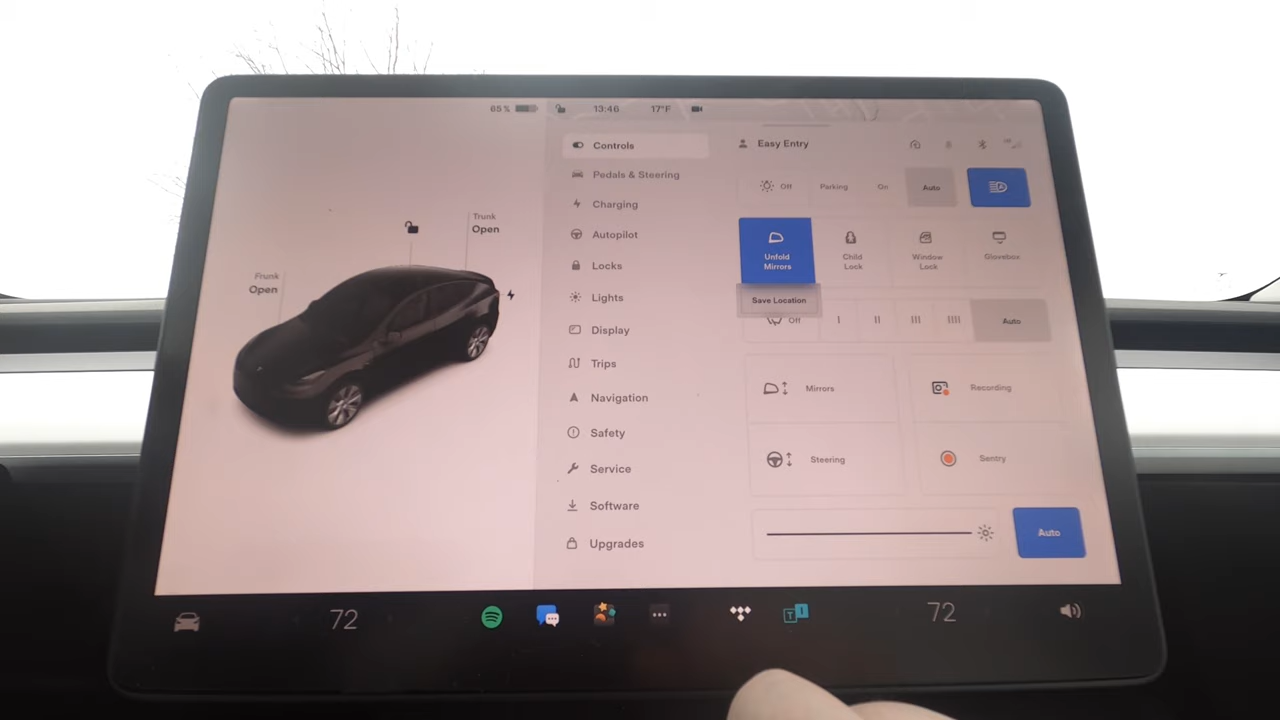 65 %
13:46
17°F
Controls
Pedals & Steering
Charging
Autopilot
Locks
Lights
Display
Trips
Navigation
Safety
Service
Software
Upgrades
Frunk
Open
Trunk
Open
Easy Entry
Off
Parking
On
Auto
Unfold
Mirrors
Child
Lock
Window
Lock
Glovebox
Save Location
Off
I
II
III
IIII
Auto
Mirrors
Recording
Steering
Sentry
Auto
72
T
72